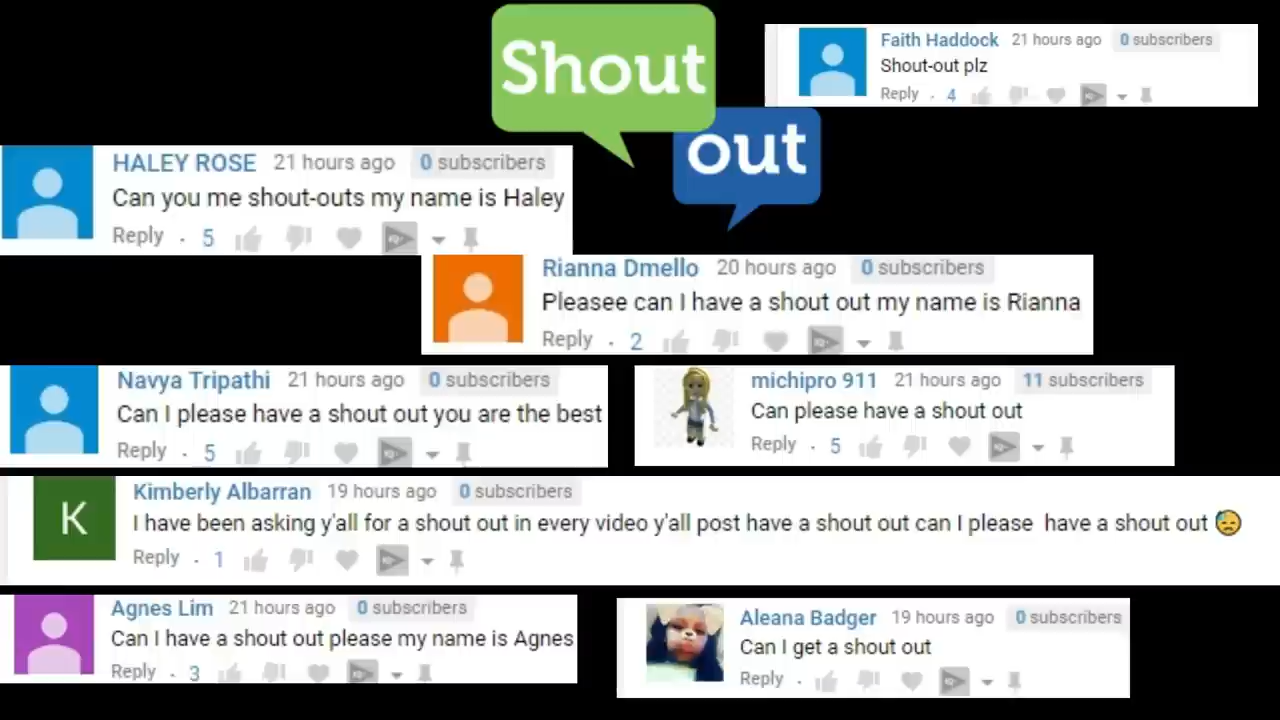 Shout
out
Faith Haddock 21 hours ago 0 subscribers
Shout-out plz
Reply . 4
HALEY ROSE 21 hours ago 0 subscribers
Can you me shout-outs my name is Haley
Reply . 5
Rianna Dmello 20 hours ago 0 subscribers
Pleasee can I have a shout out my name is Rianna
Reply . 2
Navya Tripathi 21 hours ago 0 subscribers
Can I please have a shout out you are the best
Reply . 5
michipro 911 21 hours ago 11 subscribers
Can please have a shout out
Reply . 5
K
Kimberly Albarran 19 hours ago 0 subscribers
I have been asking y'all for a shout out in every video y'all post have a shout out can I please have a shout out 😓
Reply . 1
Agnes Lim 21 hours ago 0 subscribers
Can I have a shout out please my name is Agnes
Reply . 3
Aleana Badger 19 hours ago 0 subscribers
Can I get a shout out
Reply .